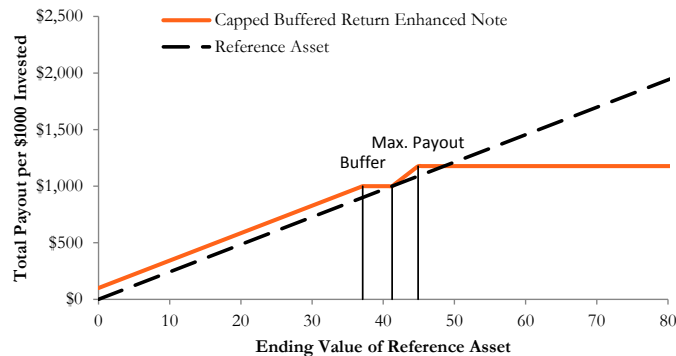 $2,500
Capped Buffered Return Enhanced Note
Reference Asset
$2,000
$1,500
Max. Payout
Buffer
$1,000
$500
$0
Total Payout per $1000 Invested
0 10 20 30 40 50 60 70 80
Ending Value of Reference Asset